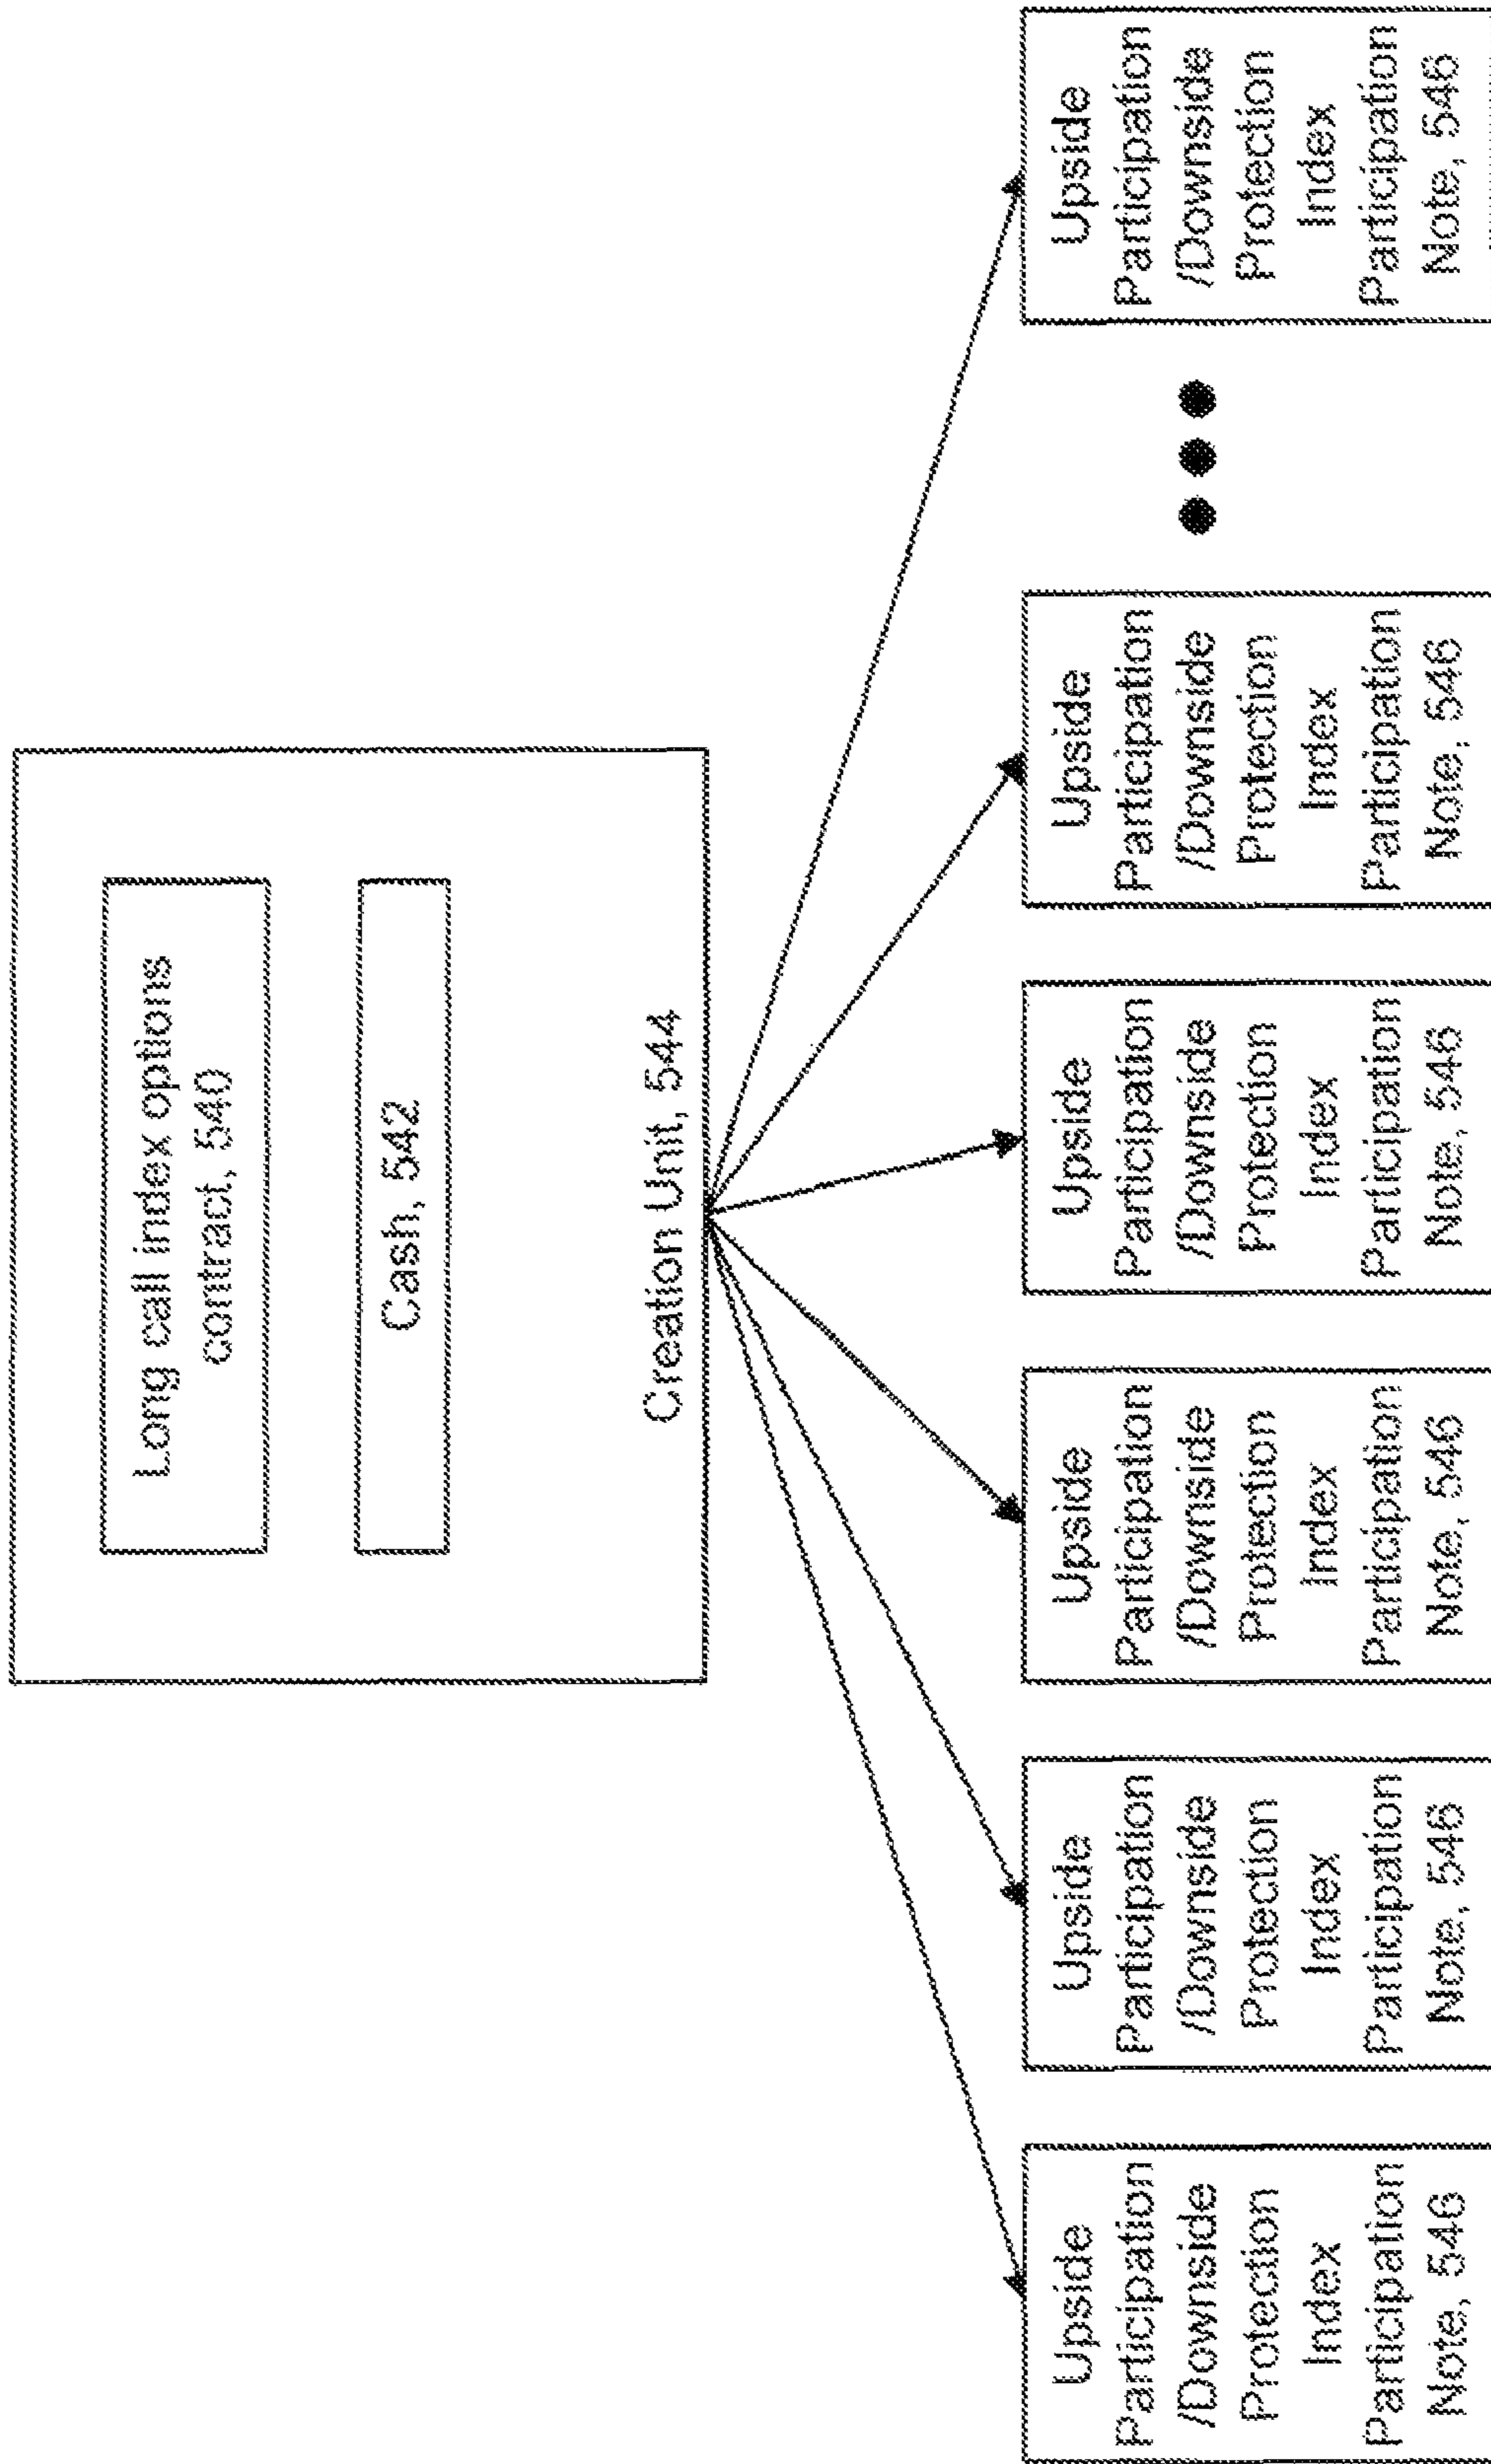 Long call index options
contract, 540
Cash, 542
Creation Unit, 544
Upside
Participation
/Downside
Protection
Index
Participation
Note, 546
Upside
Participation
/Downside
Protection
Index
Participation
Note, 546
Upside
Participation
/Downside
Protection
Index
Participation
Note, 546
Upside
Participation
/Downside
Protection
Index
Participation
Note, 546
Upside
Participation
/Downside
Protection
Index
Participation
Note, 546
Upside
Participation
/Downside
Protection
Index
Participation
Note, 546